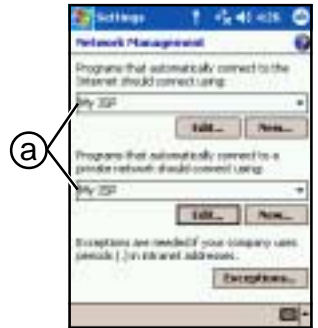 Settings 4:26
Network Management
Programs that automatically connect to the
Internet should connect using:
My ISP
Edit... New...
a
Programs that automatically connect to a
private network should connect using:
My ISP
Edit... New...
Exceptions are needed if your company uses
periods (.) in intranet addresses.
Exceptions...